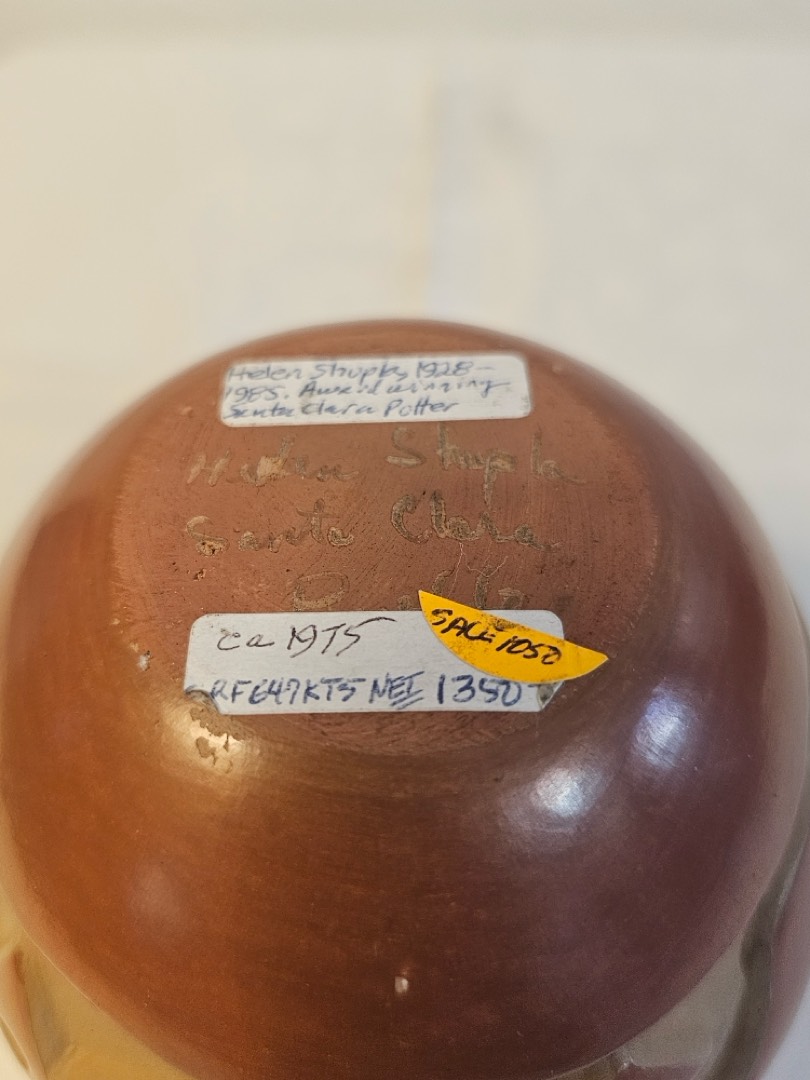 Helen Shupla, 1928-
1985. Award winning
Santa Clara Potter
Helen Shupla
Santa Clara
ca 1975
SALE 1050
RF647KT5 NET 1350-